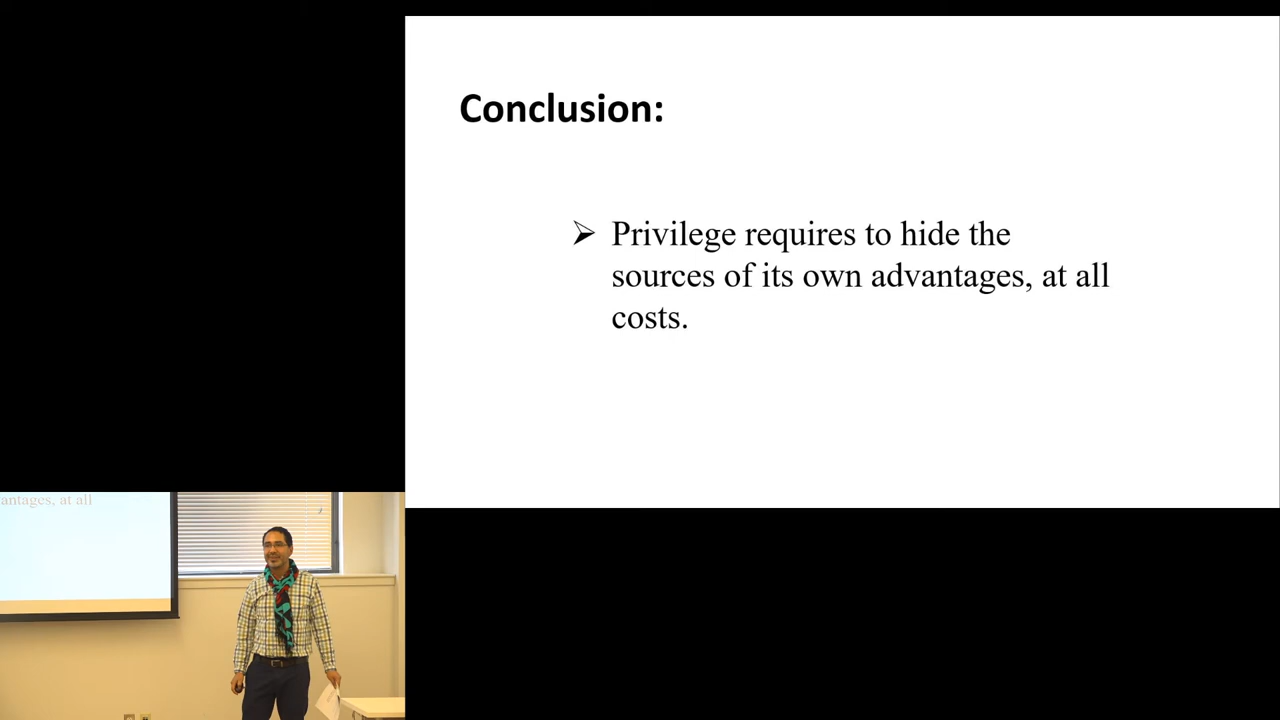 Conclusion:
➢ Privilege requires to hide the
sources of its own advantages, at all
costs.
antages, at all